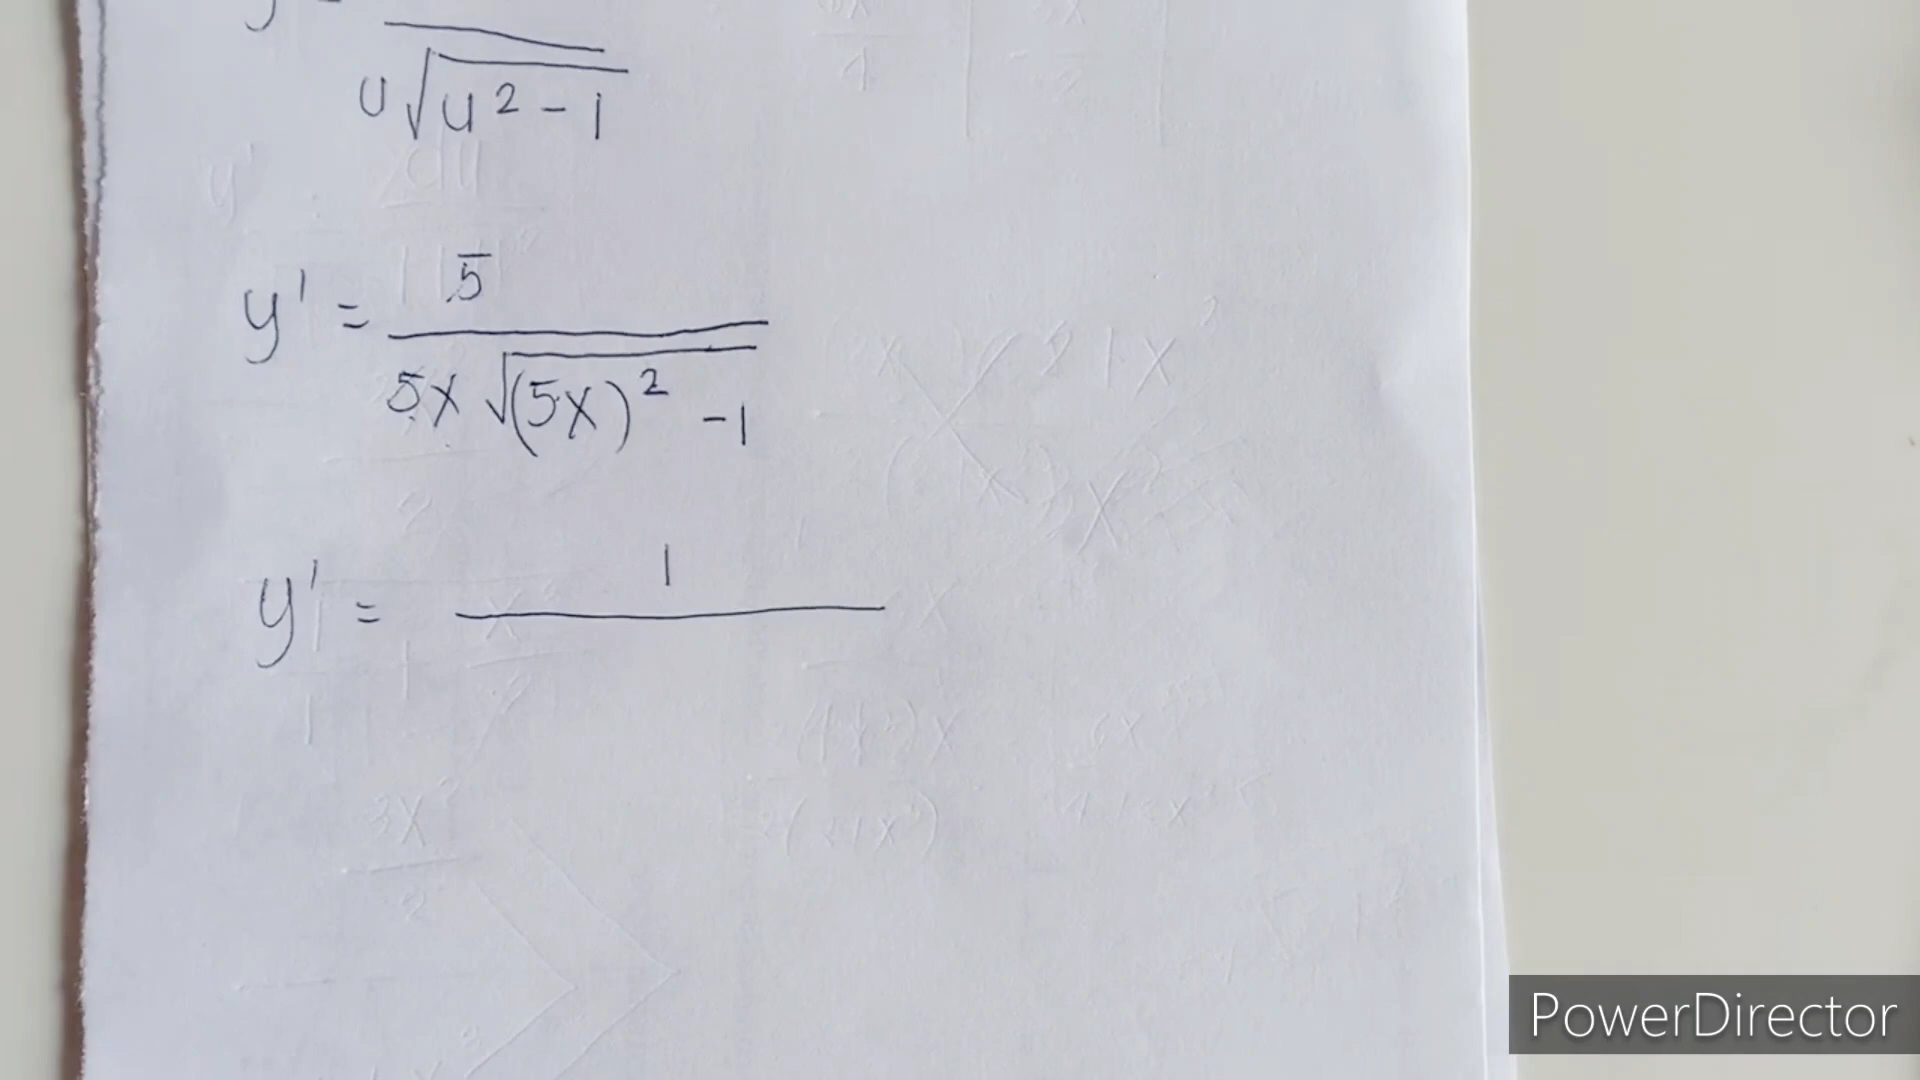 u√u² - 1
y' = 5
5x √(5x)² - 1
y' = 1
PowerDirector